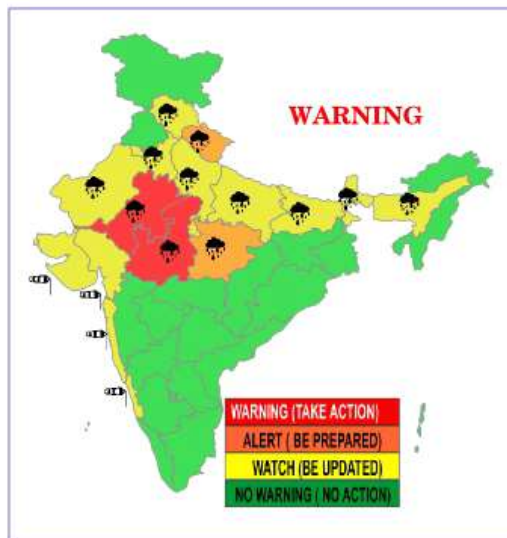 WARNING
WARNING (TAKE ACTION)
ALERT ( BE PREPARED)
WATCH (BE UPDATED)
NO WARNING ( NO ACTION)